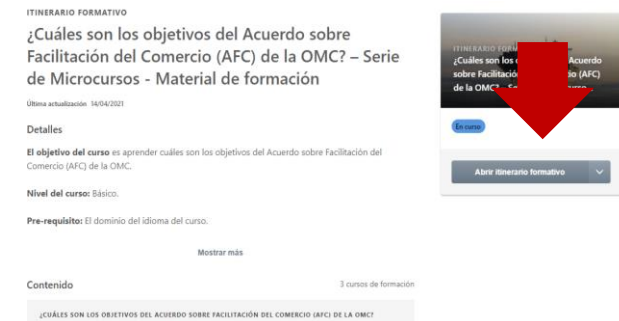 ITINERARIO FORMATIVO
¿Cuáles son los objetivos del Acuerdo sobre
Facilitación del Comercio (AFC) de la OMC? – Serie
de Microcursos - Material de formación
Última actualización 14/04/2021
Detalles
El objetivo del curso es aprender cuáles son los objetivos del Acuerdo sobre Facilitación del
Comercio (AFC) de la OMC.
Nivel del curso: Básico.
Pre-requisito: El dominio del idioma del curso.
Mostrar más
Contenido
3 cursos de formación
¿CUÁLES SON LOS OBJETIVOS DEL ACUERDO SOBRE FACILITACIÓN DEL COMERCIO (AFC) DE LA OMC?
ITINERARIO
¿Cuáles son los Acuerdo
sobre (AFC)
de la OMC?
En curso
Abrir itinerario formativo